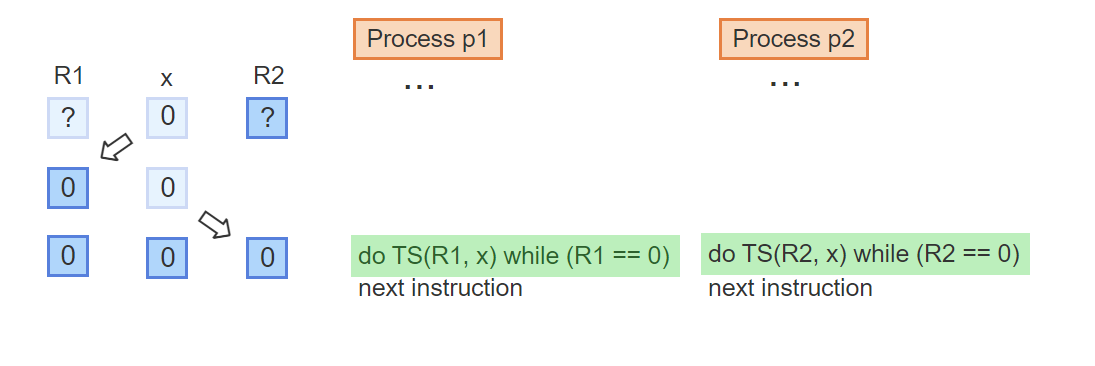 Process p1
Process p2
R1
x
R2
...
...
?
0
?
0
0
0
0
0
do TS(R1, x) while (R1 == 0)
do TS(R2, x) while (R2 == 0)
next instruction
next instruction